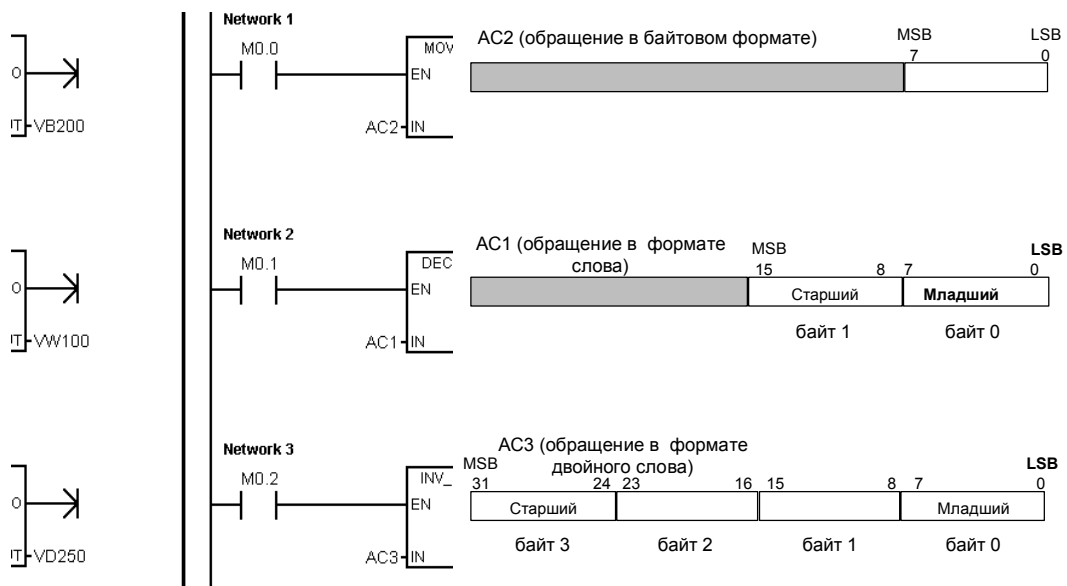 O
UT VB200
Network 1
M0.0
MOV
EN
AC2 IN
AC2 (обращение в байтовом формате)
MSB LSB
7 0
O
UT VW100
Network 2
M0.1
DEC
EN
AC1 IN
AC1 (обращение в формате
слова)
MSB LSB
15 8 7 0
Старший Младший
байт 1 байт 0
O
UT VD250
Network 3
M0.2
INV_
EN
AC3 IN
AC3 (обращение в формате
двойного слова)
MSB LSB
31 24 23 16 15 8 7 0
Старший Младший
байт 3 байт 2 байт 1 байт 0